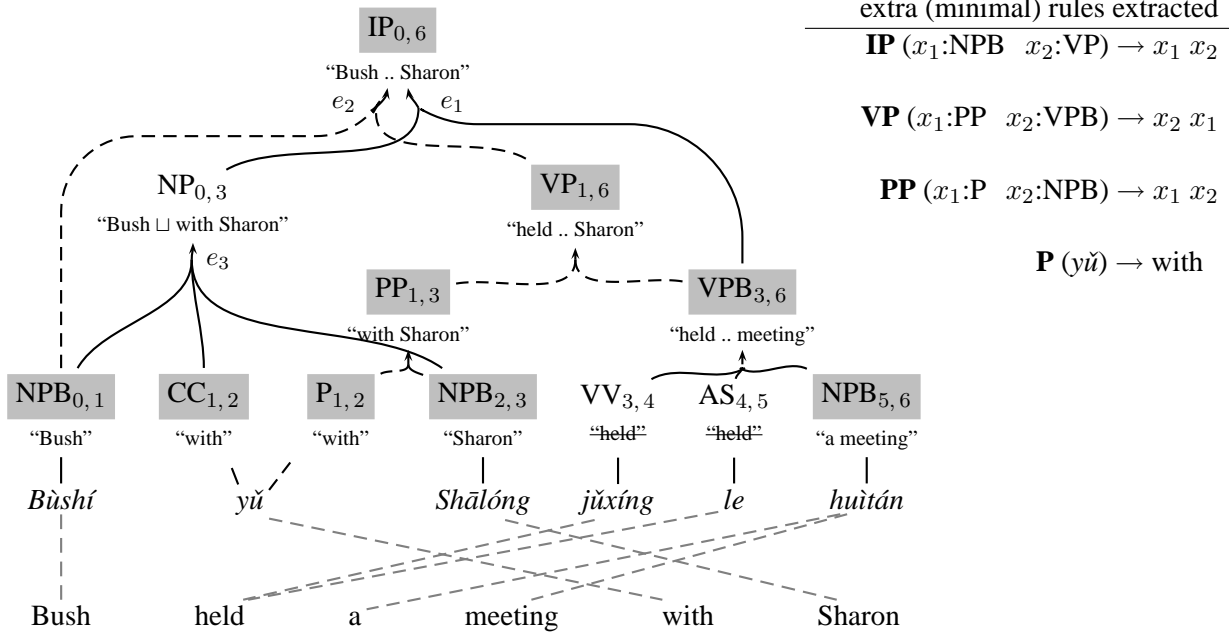 extra (minimal) rules extracted
IP (x₁:NPB x₂:VP) → x₁ x₂
VP (x₁:PP x₂:VPB) → x₂ x₁
PP (x₁:P x₂:NPB) → x₁ x₂
P (yǔ) → with
IP₀,₆
“Bush .. Sharon”
e₂ e₁
NP₀,₃ VP₁,₆
“Bush ⊔ with Sharon” “held .. Sharon”
e₃
PP₁,₃ VPB₃,₆
“with Sharon” “held .. meeting”
NPB₀,₁ CC₁,₂ P₁,₂ NPB₂,₃ VV₃,₄ AS₄,₅ NPB₅,₆
“Bush” “with” “with” “Sharon” “held” “held” “a meeting”
Bùshí yǔ Shālóng jǔxíng le huìtán
Bush held a meeting with Sharon